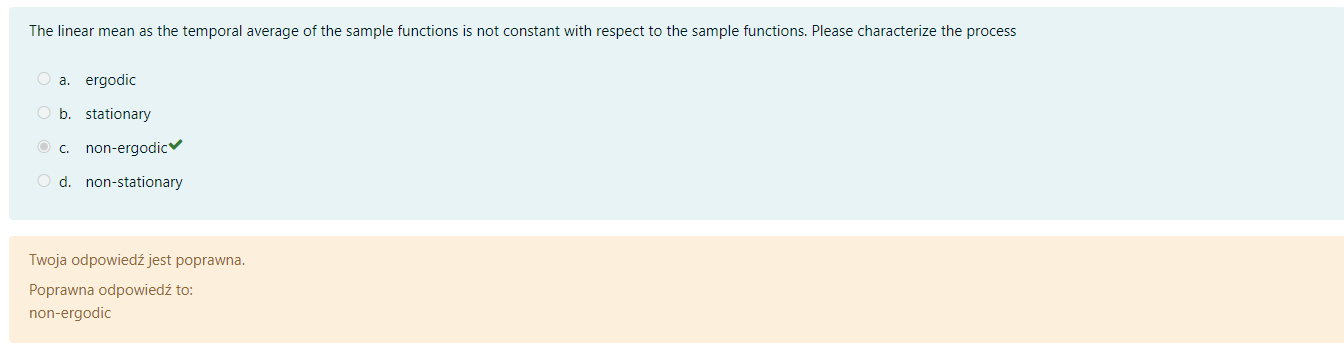 The linear mean as the temporal average of the sample functions is not constant with respect to the sample functions. Please characterize the process
a. ergodic
b. stationary
c. non-ergodic
d. non-stationary
Twoja odpowiedź jest poprawna.
Poprawna odpowiedź to:
non-ergodic